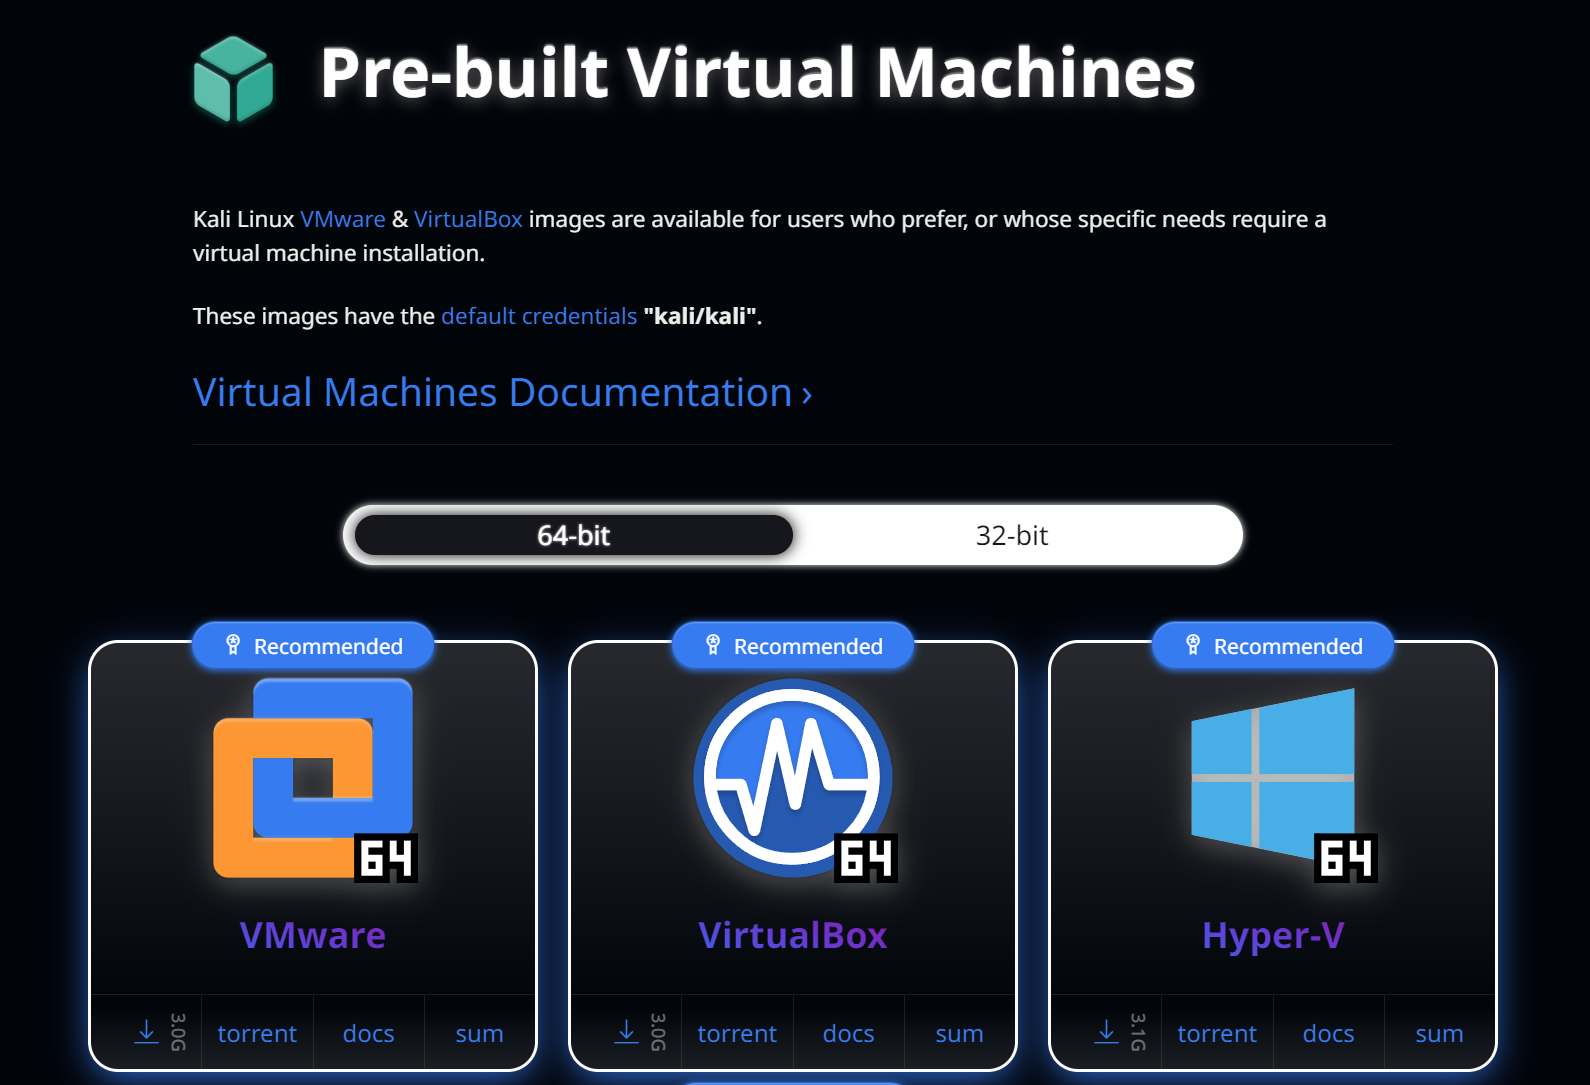 Pre-built Virtual Machines
Kali Linux VMware & VirtualBox images are available for users who prefer, or whose specific needs require a
virtual machine installation.
These images have the default credentials "kali/kali".
Virtual Machines Documentation ›
64-bit
32-bit
Recommended
Recommended
Recommended
64
64
64
VMware
VirtualBox
Hyper-V
3.0G
torrent
docs
sum
3.0G
torrent
docs
sum
3.1G
torrent
docs
sum